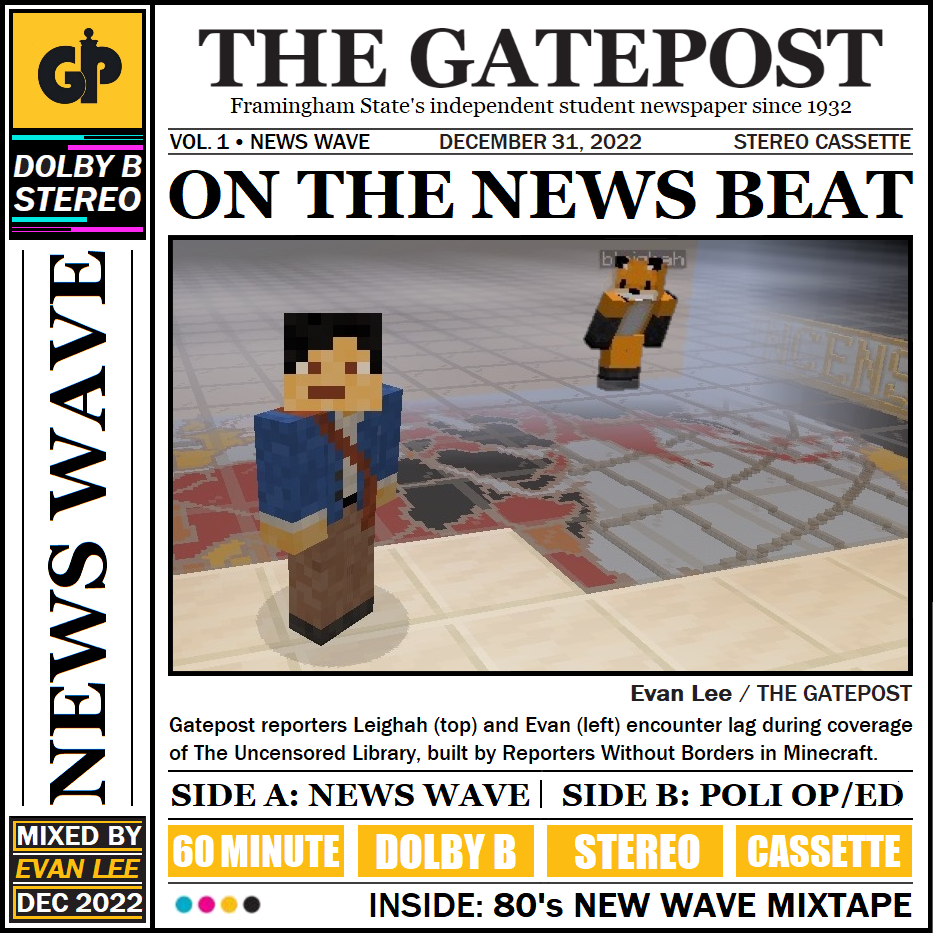 GP
DOLBY B
STEREO
NEWS WAVE
MIXED BY
EVAN LEE
DEC 2022
THE GATEPOST
Framingham State's independent student newspaper since 1932
VOL. 1 • NEWS WAVE DECEMBER 31, 2022 STEREO CASSETTE
ON THE NEWS BEAT
Evan Lee / THE GATEPOST
Gatepost reporters Leighah (top) and Evan (left) encounter lag during coverage
of The Uncensored Library, built by Reporters Without Borders in Minecraft.
SIDE A: NEWS WAVE | SIDE B: POLI OP/ED
60 MINUTE DOLBY B STEREO CASSETTE
INSIDE: 80's NEW WAVE MIXTAPE